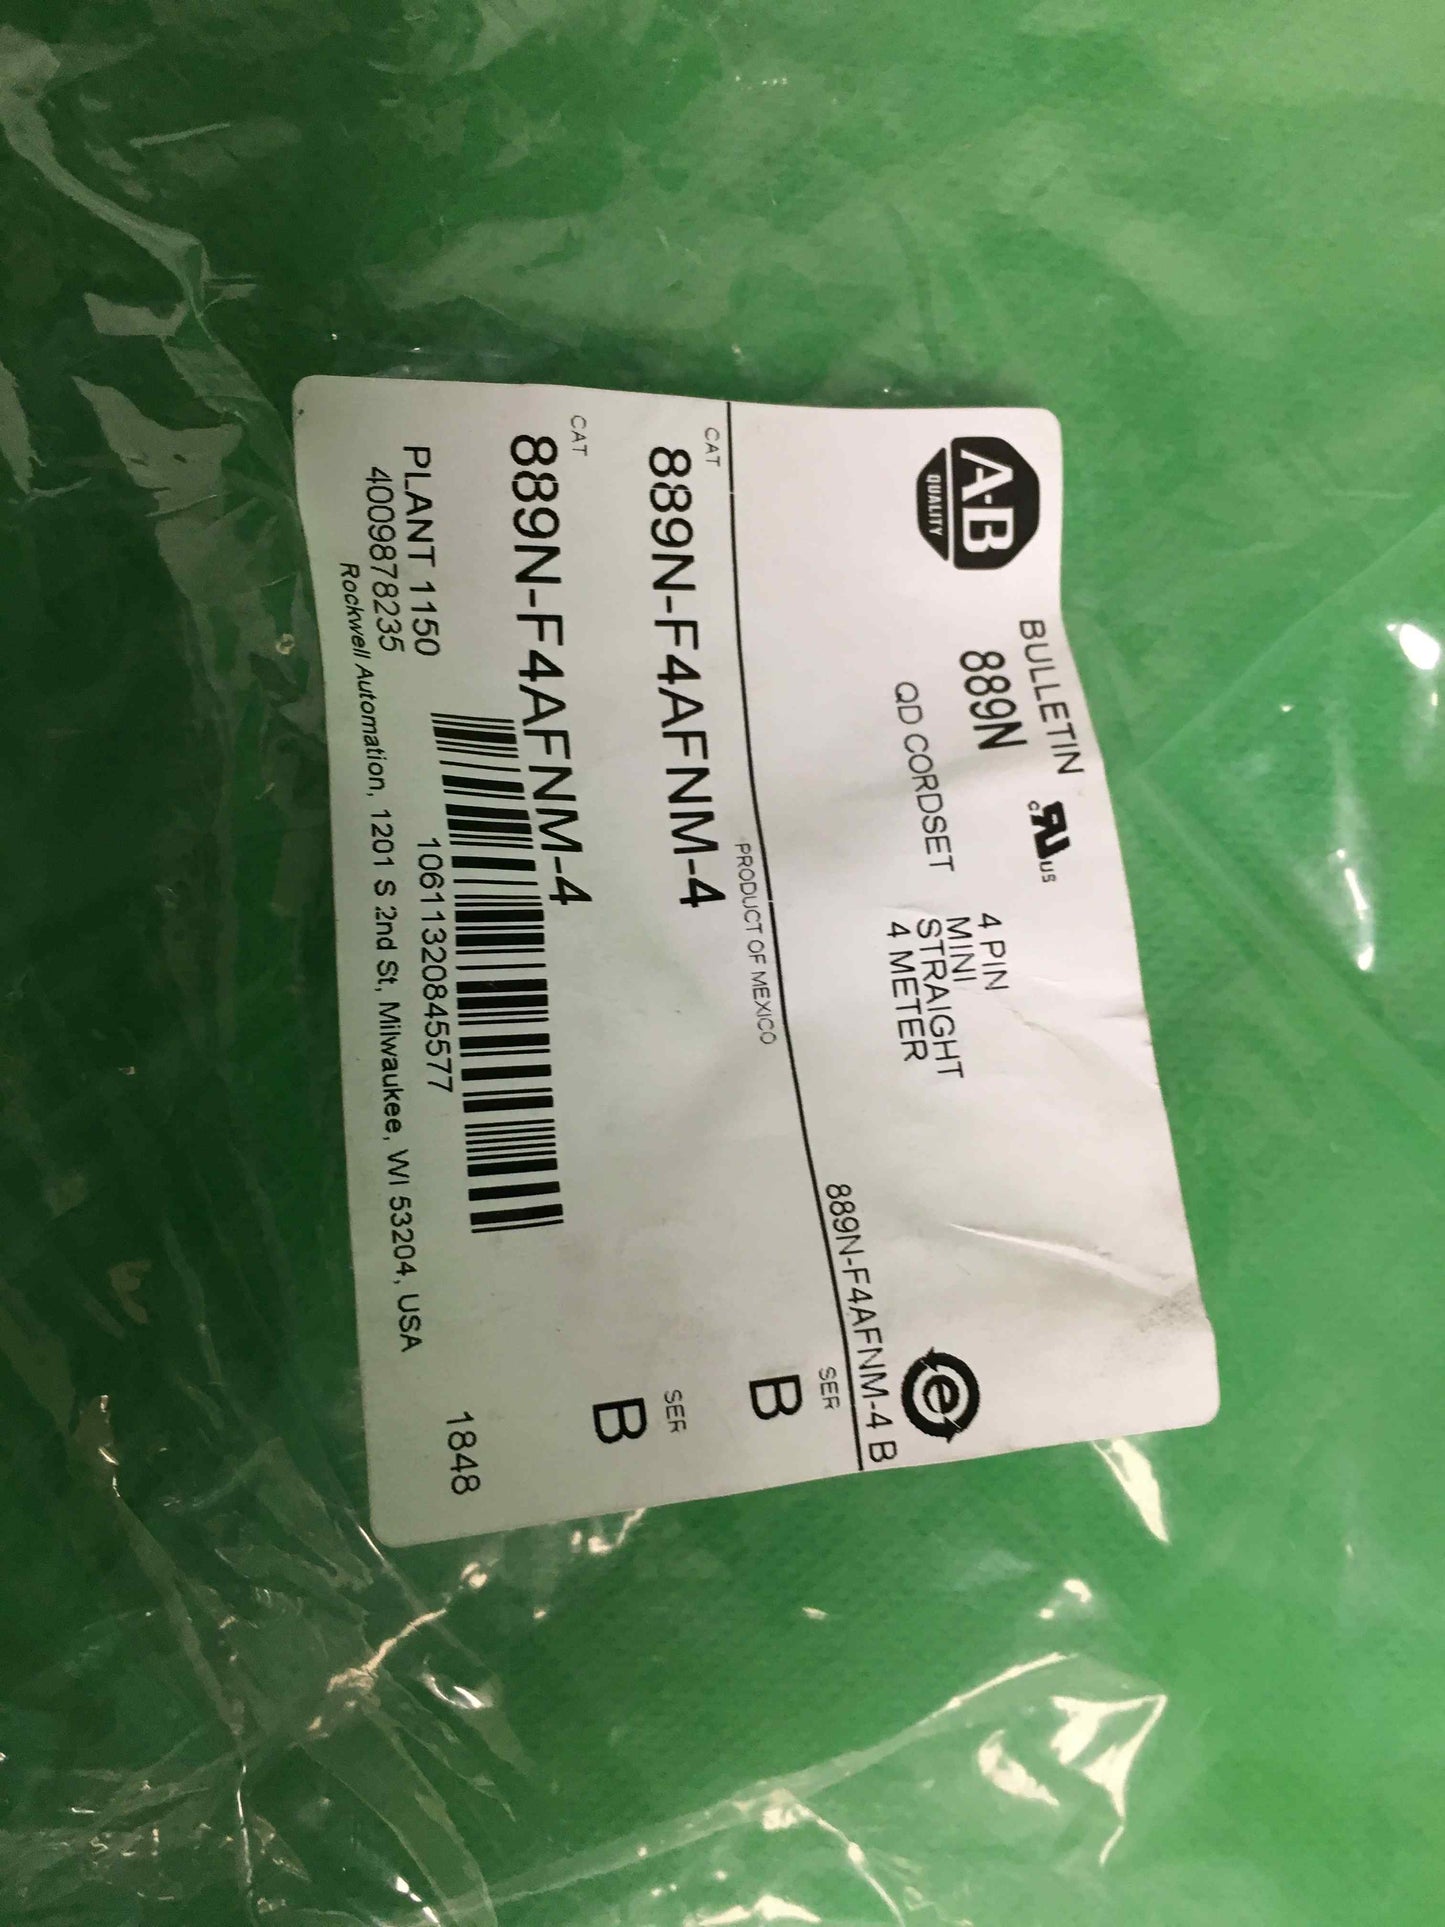 A-B
QUALITY
BULLETIN
889N
QD CORDSET
c RU US
4 PIN
MINI
STRAIGHT
4 METER
e
889N-F4AFNM-4 B
PRODUCT OF MEXICO
CAT
889N-F4AFNM-4
SER
B
CAT
889N-F4AFNM-4
SER
B
PLANT 1150
4009878235
10611320845577
1848
Rockwell Automation, 1201 S 2nd St, Milwaukee, WI 53204, USA